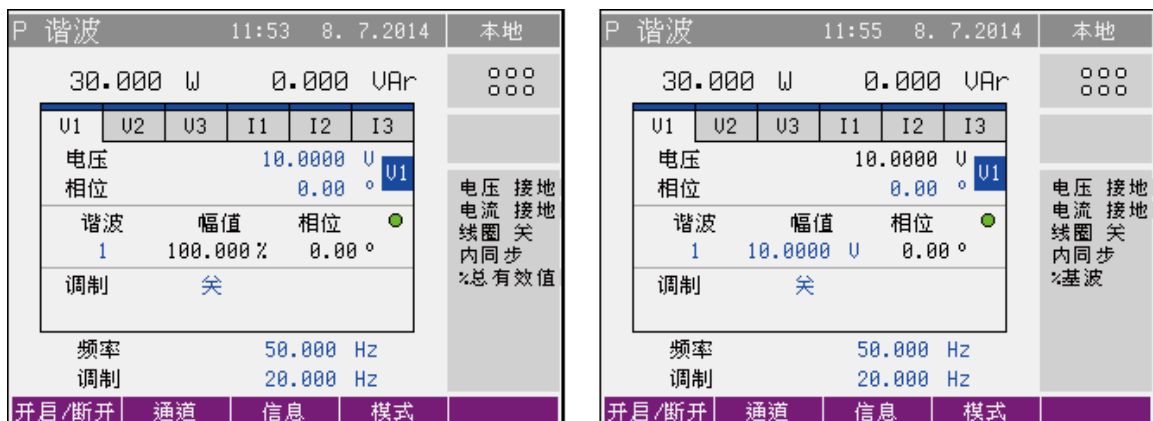 P 谐波 11:53 8. 7.2014 本地
30.000 W 0.000 VAr
V1 V2 V3 I1 I2 I3
电压 10.0000 V
V1
相位 0.00 °
谐波 幅值 相位
1 100.000% 0.00 °
调制 关
频率 50.000 Hz
调制 20.000 Hz
电压 接地
电流 接地
线圈 关
内同步
%总有效值
开启/断开 通道 信息 模式
P 谐波 11:55 8. 7.2014 本地
30.000 W 0.000 VAr
V1 V2 V3 I1 I2 I3
电压 10.0000 V
V1
相位 0.00 °
谐波 幅值 相位
1 10.0000 V 0.00 °
调制 关
频率 50.000 Hz
调制 20.000 Hz
电压 接地
电流 接地
线圈 关
内同步
%基波
开启/断开 通道 信息 模式